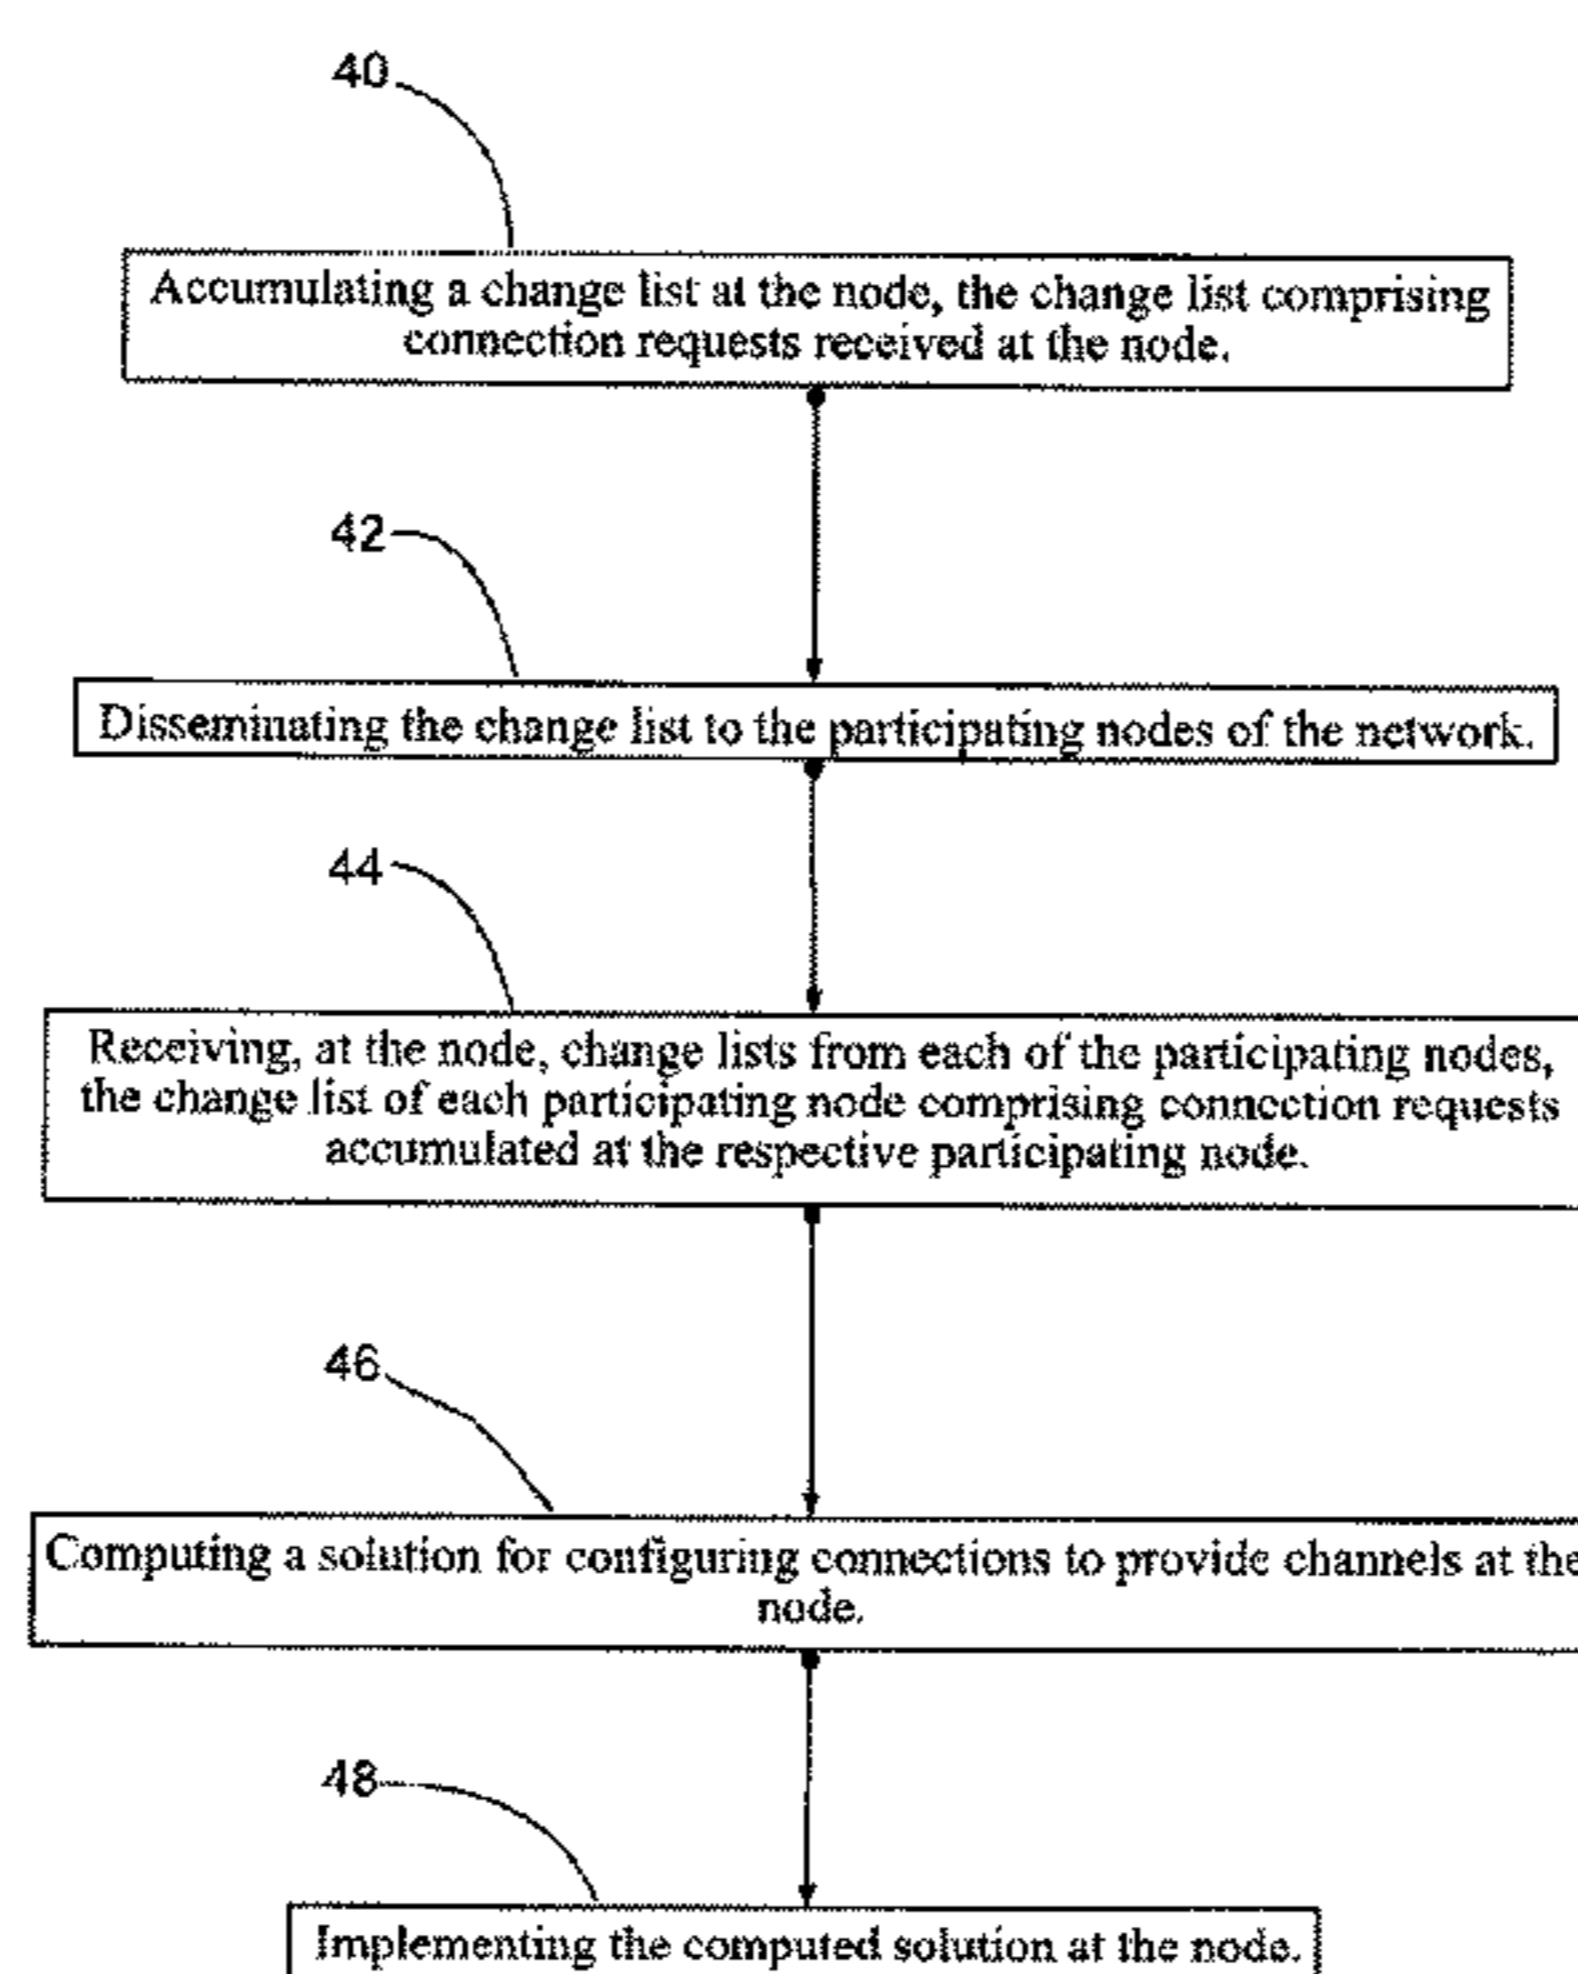 40
Accumulating a change list at the node, the change list comprising
connection requests received at the node.
42
Disseminating the change list to the participating nodes of the network.
44
Receiving, at the node, change lists from each of the participating nodes,
the change list of each participating node comprising connection requests
accumulated at the respective participating node.
46
Computing a solution for configuring connections to provide channels at the
node.
48
Implementing the computed solution at the node.